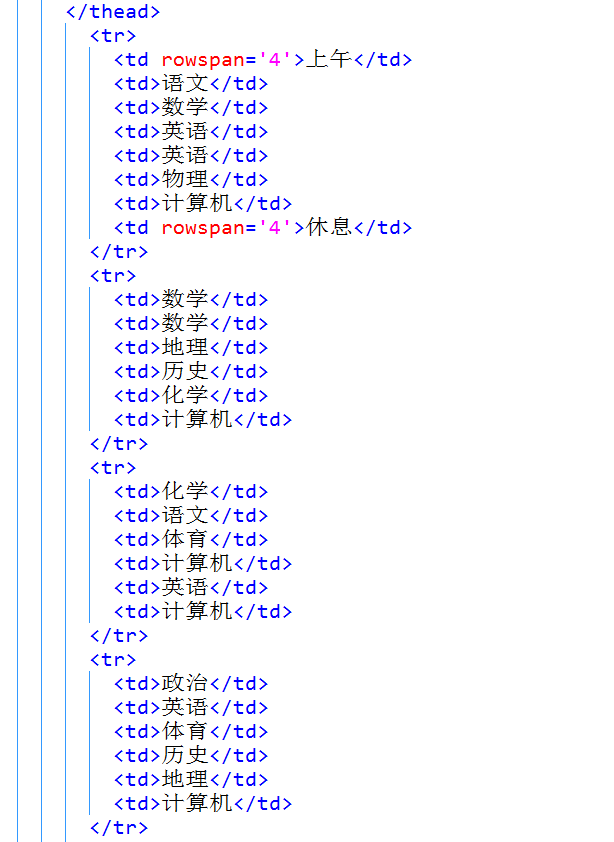 </thead>
<tr>
<td rowspan='4'>上午</td>
<td>语文</td>
<td>数学</td>
<td>英语</td>
<td>英语</td>
<td>物理</td>
<td>计算机</td>
<td rowspan='4'>休息</td>
</tr>
<tr>
<td>数学</td>
<td>数学</td>
<td>地理</td>
<td>历史</td>
<td>化学</td>
<td>计算机</td>
</tr>
<tr>
<td>化学</td>
<td>语文</td>
<td>体育</td>
<td>计算机</td>
<td>英语</td>
<td>计算机</td>
</tr>
<tr>
<td>政治</td>
<td>英语</td>
<td>体育</td>
<td>历史</td>
<td>地理</td>
<td>计算机</td>
</tr>